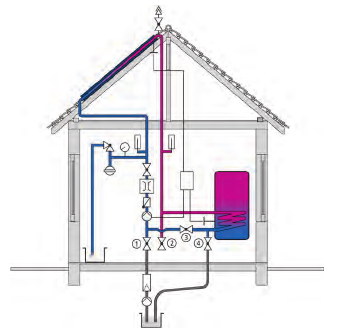 ① ② ③ ④